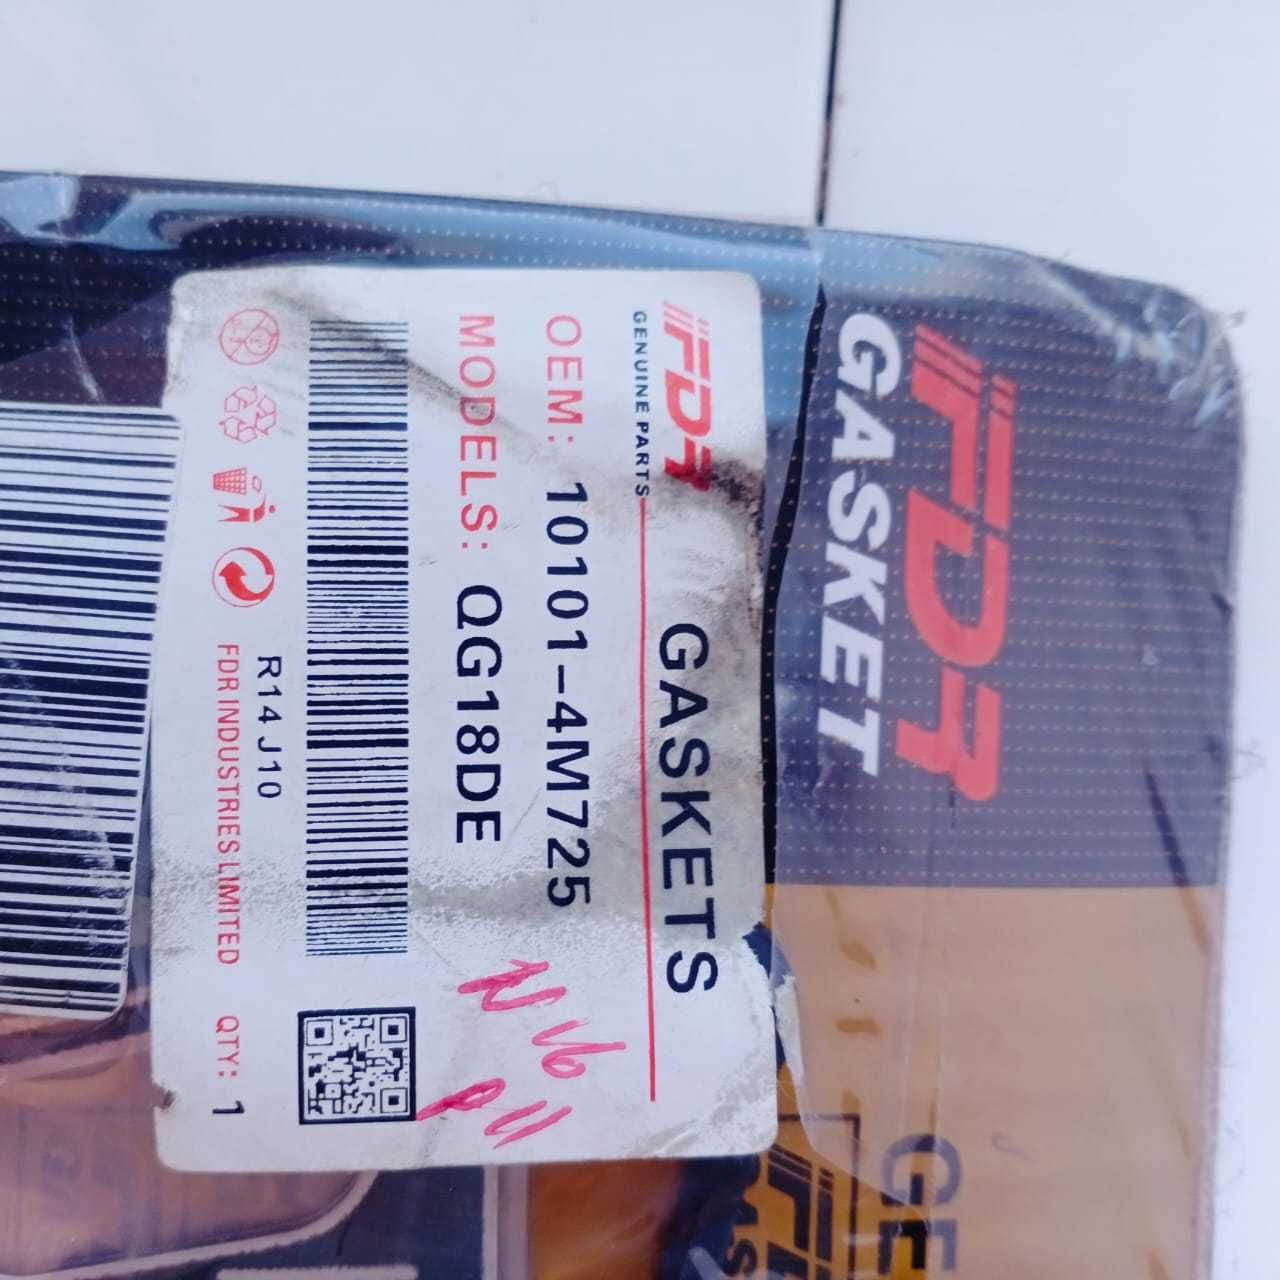 FDR
GENUINE PARTS
GASKETS
OEM: 10101-4M725
MODELS: QG18DE
R14J10
FDR INDUSTRIES LIMITED QTY: 1
FDR
GASKET